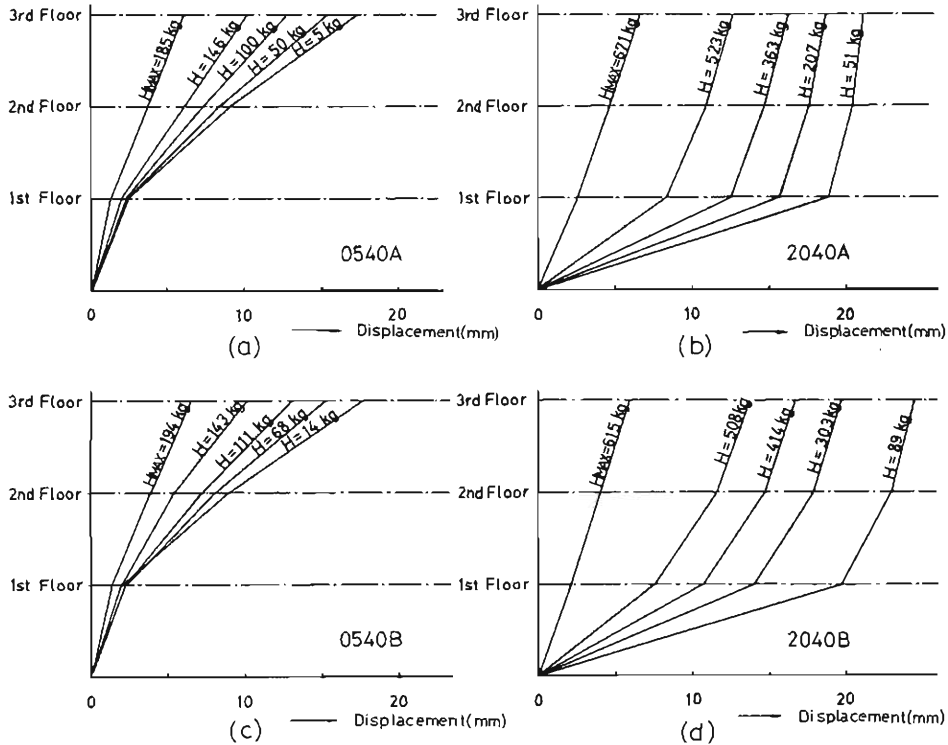 3rd Floor
2nd Floor
1st Floor
HMAX=185 kg
H=146 kg
H=100 kg
H=50 kg
H=5 kg
0540A
0 10 20
Displacement(mm)
(a)
3rd Floor
2nd Floor
1st Floor
HMAX=671 kg
H=523 kg
H=363 kg
H=207 kg
H=51 kg
2040A
0 10 20
Displacement(mm)
(b)
3rd Floor
2nd Floor
1st Floor
HMAX=194 kg
H=143 kg
H=111 kg
H=68 kg
H=14 kg
0540B
0 10 20
Displacement(mm)
(c)
3rd Floor
2nd Floor
1st Floor
HMAX=615 kg
H=508kg
H=414 kg
H=303 kg
H=89 kg
2040B
0 10 20
Displacement(mm)
(d)